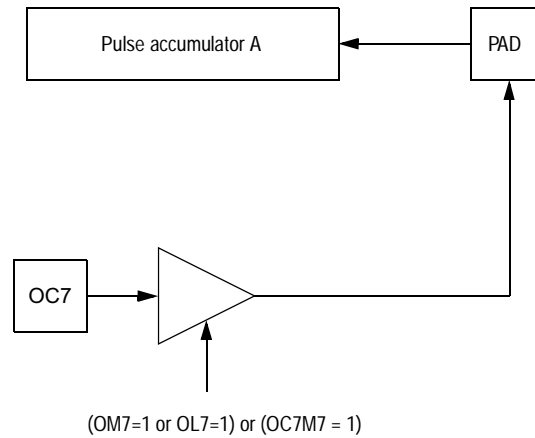 Pulse accumulator A
PAD
OC7
(OM7=1 or OL7=1) or (OC7M7 = 1)